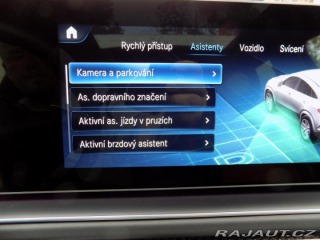 Rychlý přístup Asistenty Vozidlo Svícení
Kamera a parkování
As. dopravního značení
Aktivní as. jízdy v pruzích
Aktivní brzdový asistent
RAJAUT.CZ